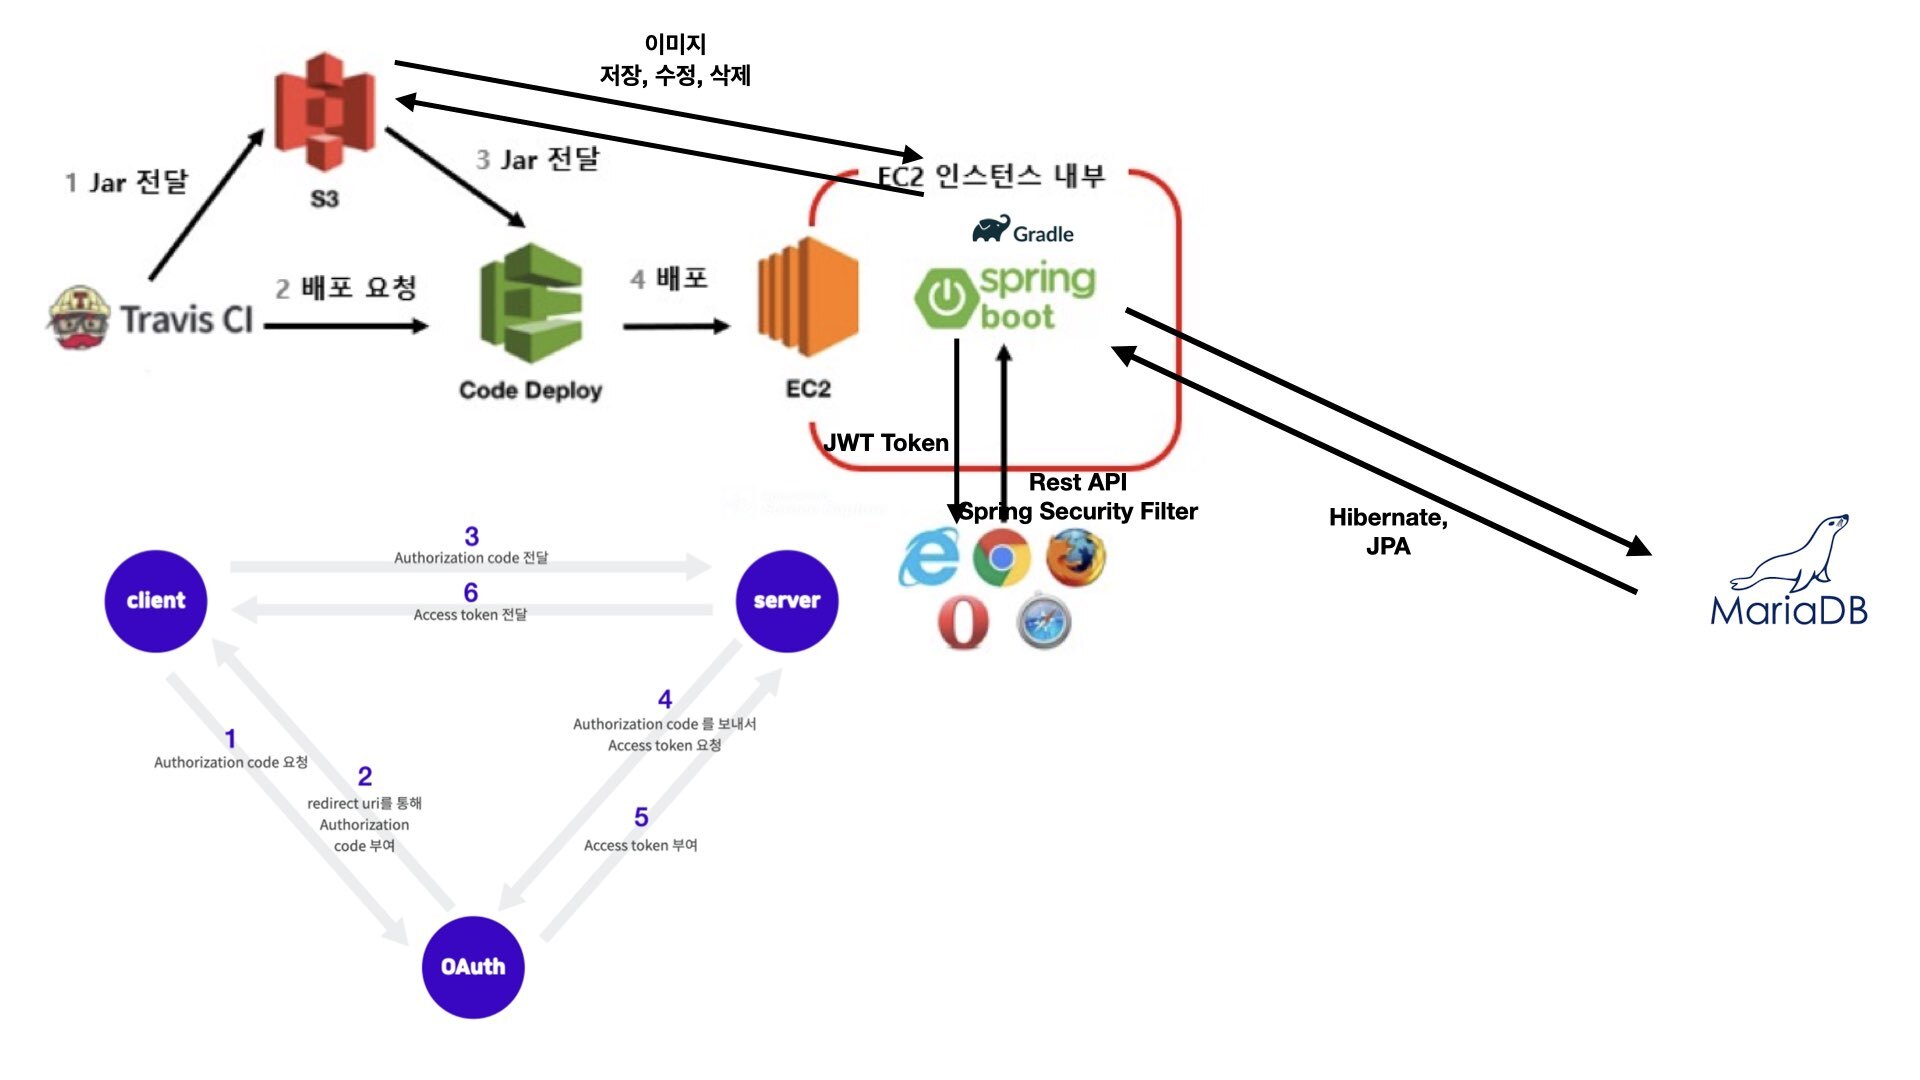 이미지
저장, 수정, 삭제
1 Jar 전달
S3
3 Jar 전달
EC2 인스턴스 내부
Gradle
spring
boot
Travis CI
2 배포 요청
4 배포
Code Deploy
EC2
JWT Token
Rest API
Spring Security Filter
Hibernate,
JPA
MariaDB
3
Authorization code 전달
6
Access token 전달
client
server
1
Authorization code 요청
2
redirect uri를 통해
Authorization
code 부여
4
Authorization code 를 보내서
Access token 요청
5
Access token 부여
OAuth